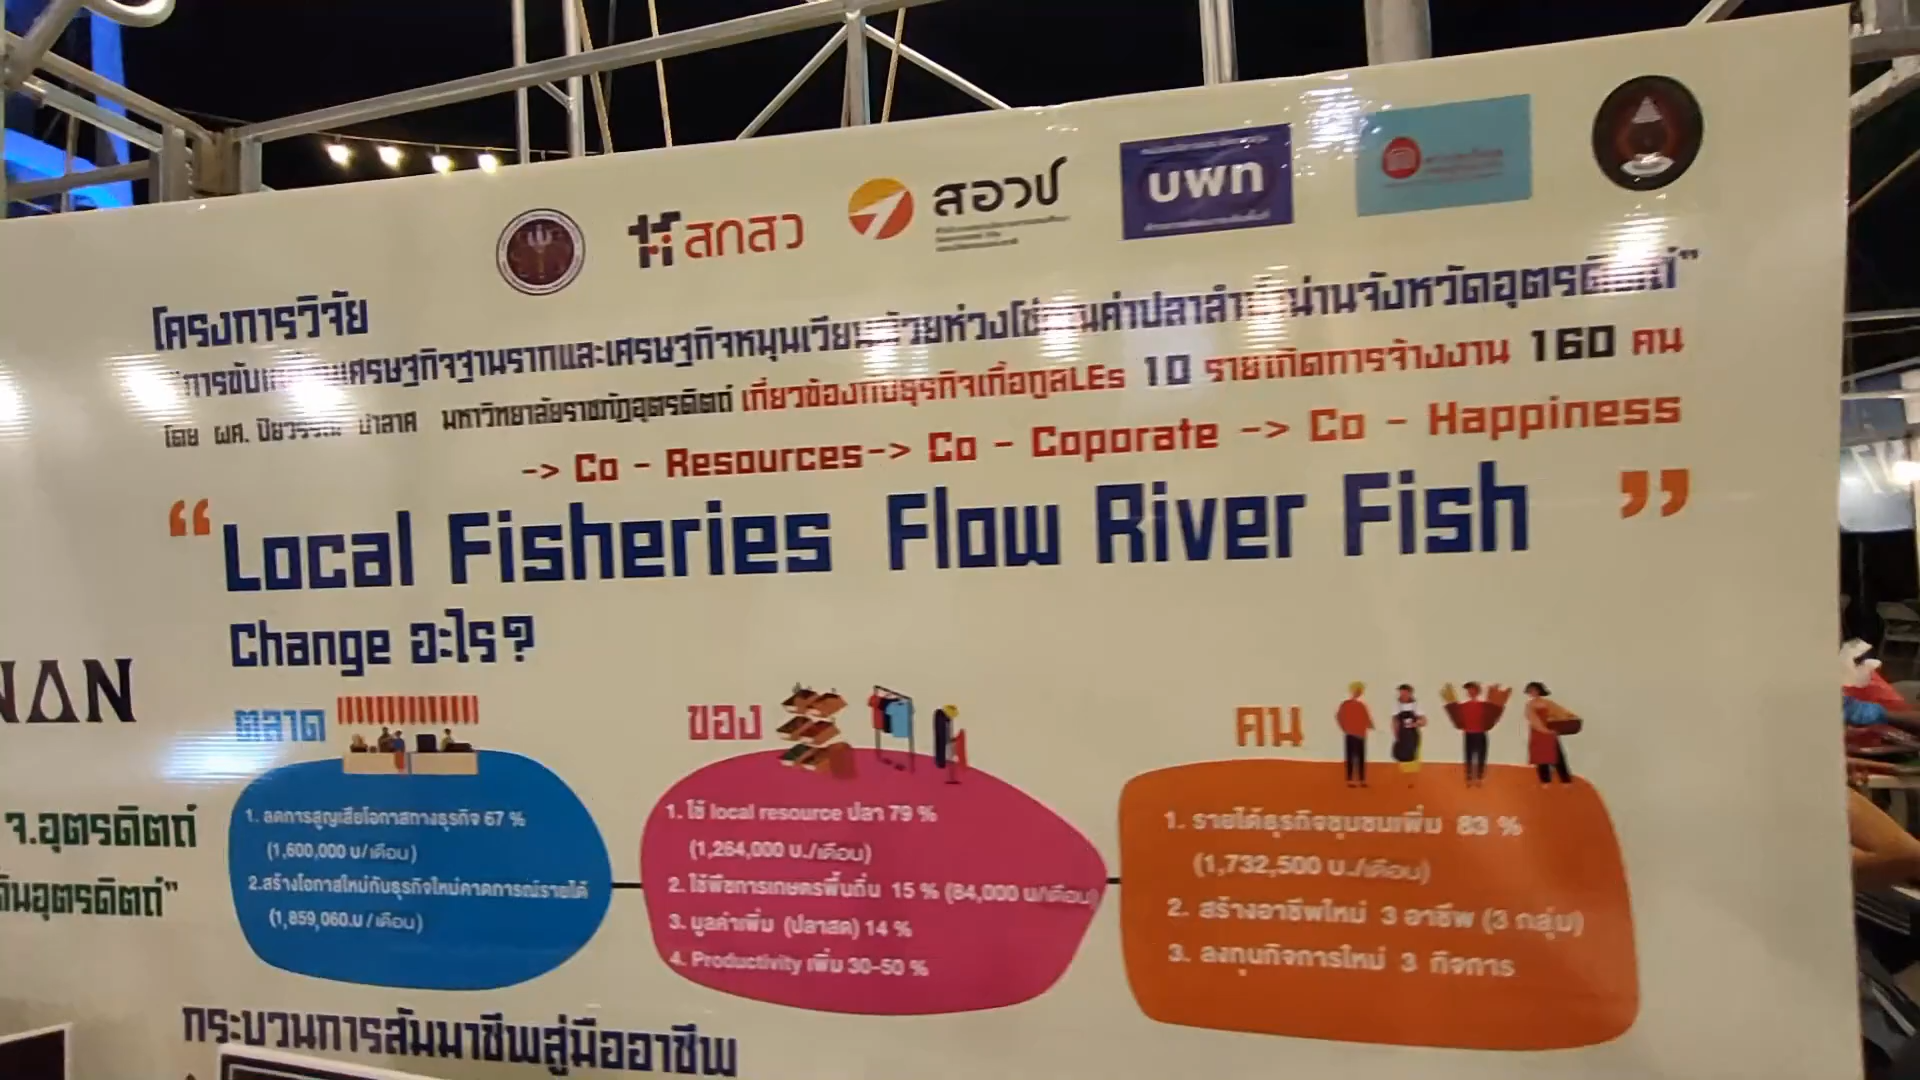 สกสว
สอวช
บพท
โครงการวิจัย
การขับเคลื่อนเศรษฐกิจฐานรากและเศรษฐกิจหมุนเวียนด้วยห่วงโซ่คุณค่าปลาลำน้ำน่านจังหวัดอุตรดิตถ์"
โดย ผศ. ปิยวรรณ ปาลาศ มหาวิทยาลัยราชภัฏอุตรดิตถ์ เกี่ยวข้องกับธุรกิจเกื้อกูลLEs 10 รายเกิดการจ้างงาน 160 คน
-> Co - Resources-> Co - Coporate -> Co - Happiness
“Local Fisheries Flow River Fish”
Change อะไร?
NAN
จ.อุตรดิตถ์
อุตรดิตถ์"
ตลาด
1. ลดการสูญเสียโอกาสทางธุรกิจ 67 %
(1,600,000 บ/เดือน)
2.สร้างโอกาสใหม่กับธุรกิจใหม่คาดการณ์รายได้
(1,859,060.บ/เดือน)
ของ
1. ใช้ local resource ปลา 79 %
(1,264,000 บ./เดือน)
2. ใช้พืชการเกษตรพื้นถิ่น 15 % (84,000 บ/เดือน)
3. มูลค่าเพิ่ม (ปลาสด) 14 %
4. Productivity เพิ่ม 30-50 %
คน
1. รายได้ธุรกิจชุมชนเพิ่ม 83 %
(1,732,500 บ./เดือน)
2. สร้างอาชีพใหม่ 3 อาชีพ (3 กลุ่ม)
3. ลงทุนกิจการใหม่ 3 กิจการ
กระบวนการสัมมาชีพสู่มืออาชีพ